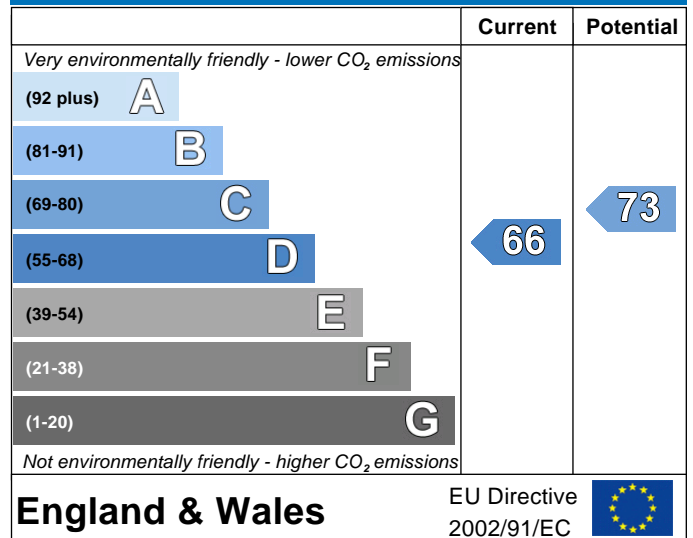 Current Potential
Very environmentally friendly - lower CO2 emissions
(92 plus) A
(81-91) B
(69-80) C
73
(55-68) D
66
(39-54) E
(21-38) F
(1-20) G
Not environmentally friendly - higher CO2 emissions
England & Wales
EU Directive
2002/91/EC